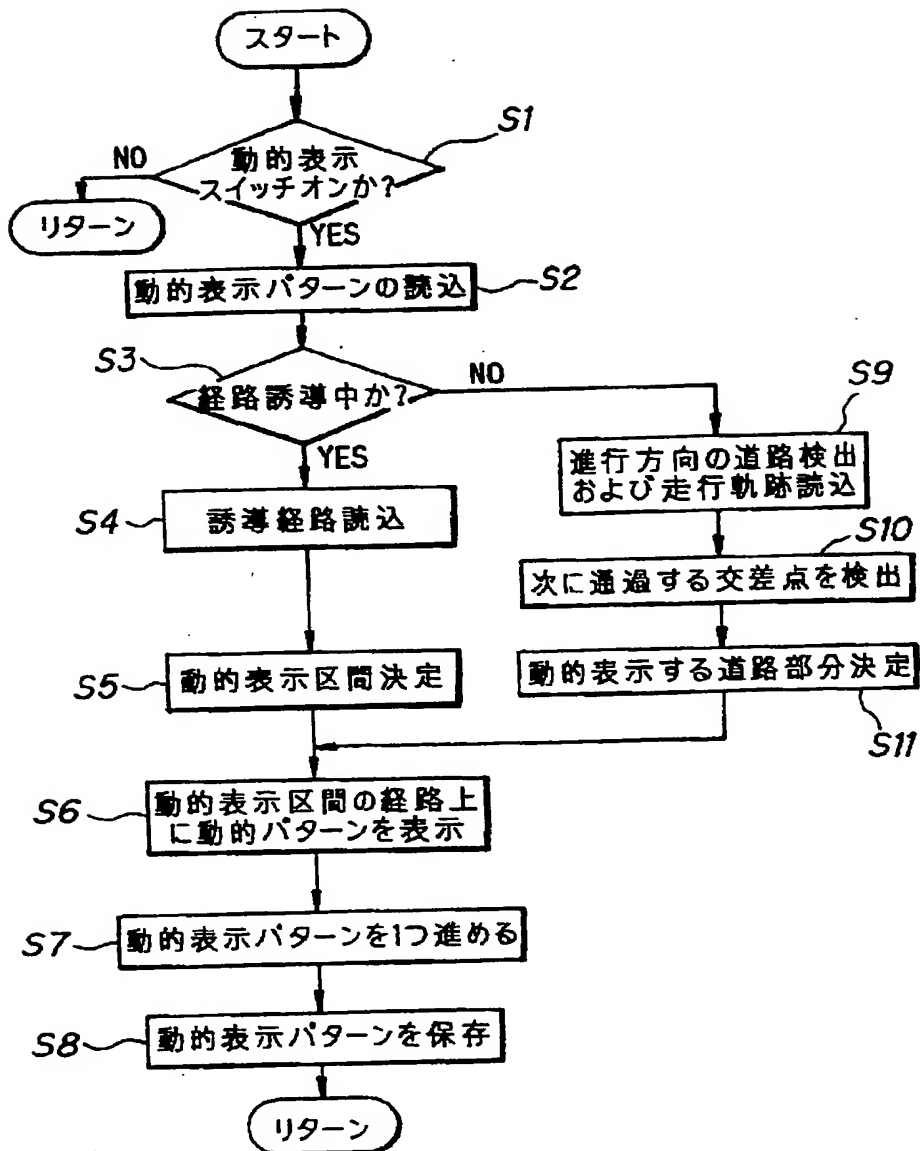 スタート
S1
動的表示
スイッチオンか?
NO
リターン
YES
動的表示パターンの読込
S2
S3
経路誘導中か?
NO
YES
S9
進行方向の道路検出
および走行軌跡読込
S4
誘導経路読込
S10
次に通過する交差点を検出
S5
動的表示区間決定
動的表示する道路部分決定
S11
S6
動的表示区間の経路上
に動的パターンを表示
S7
動的表示パターンを1つ進める
S8
動的表示パターンを保存
リターン